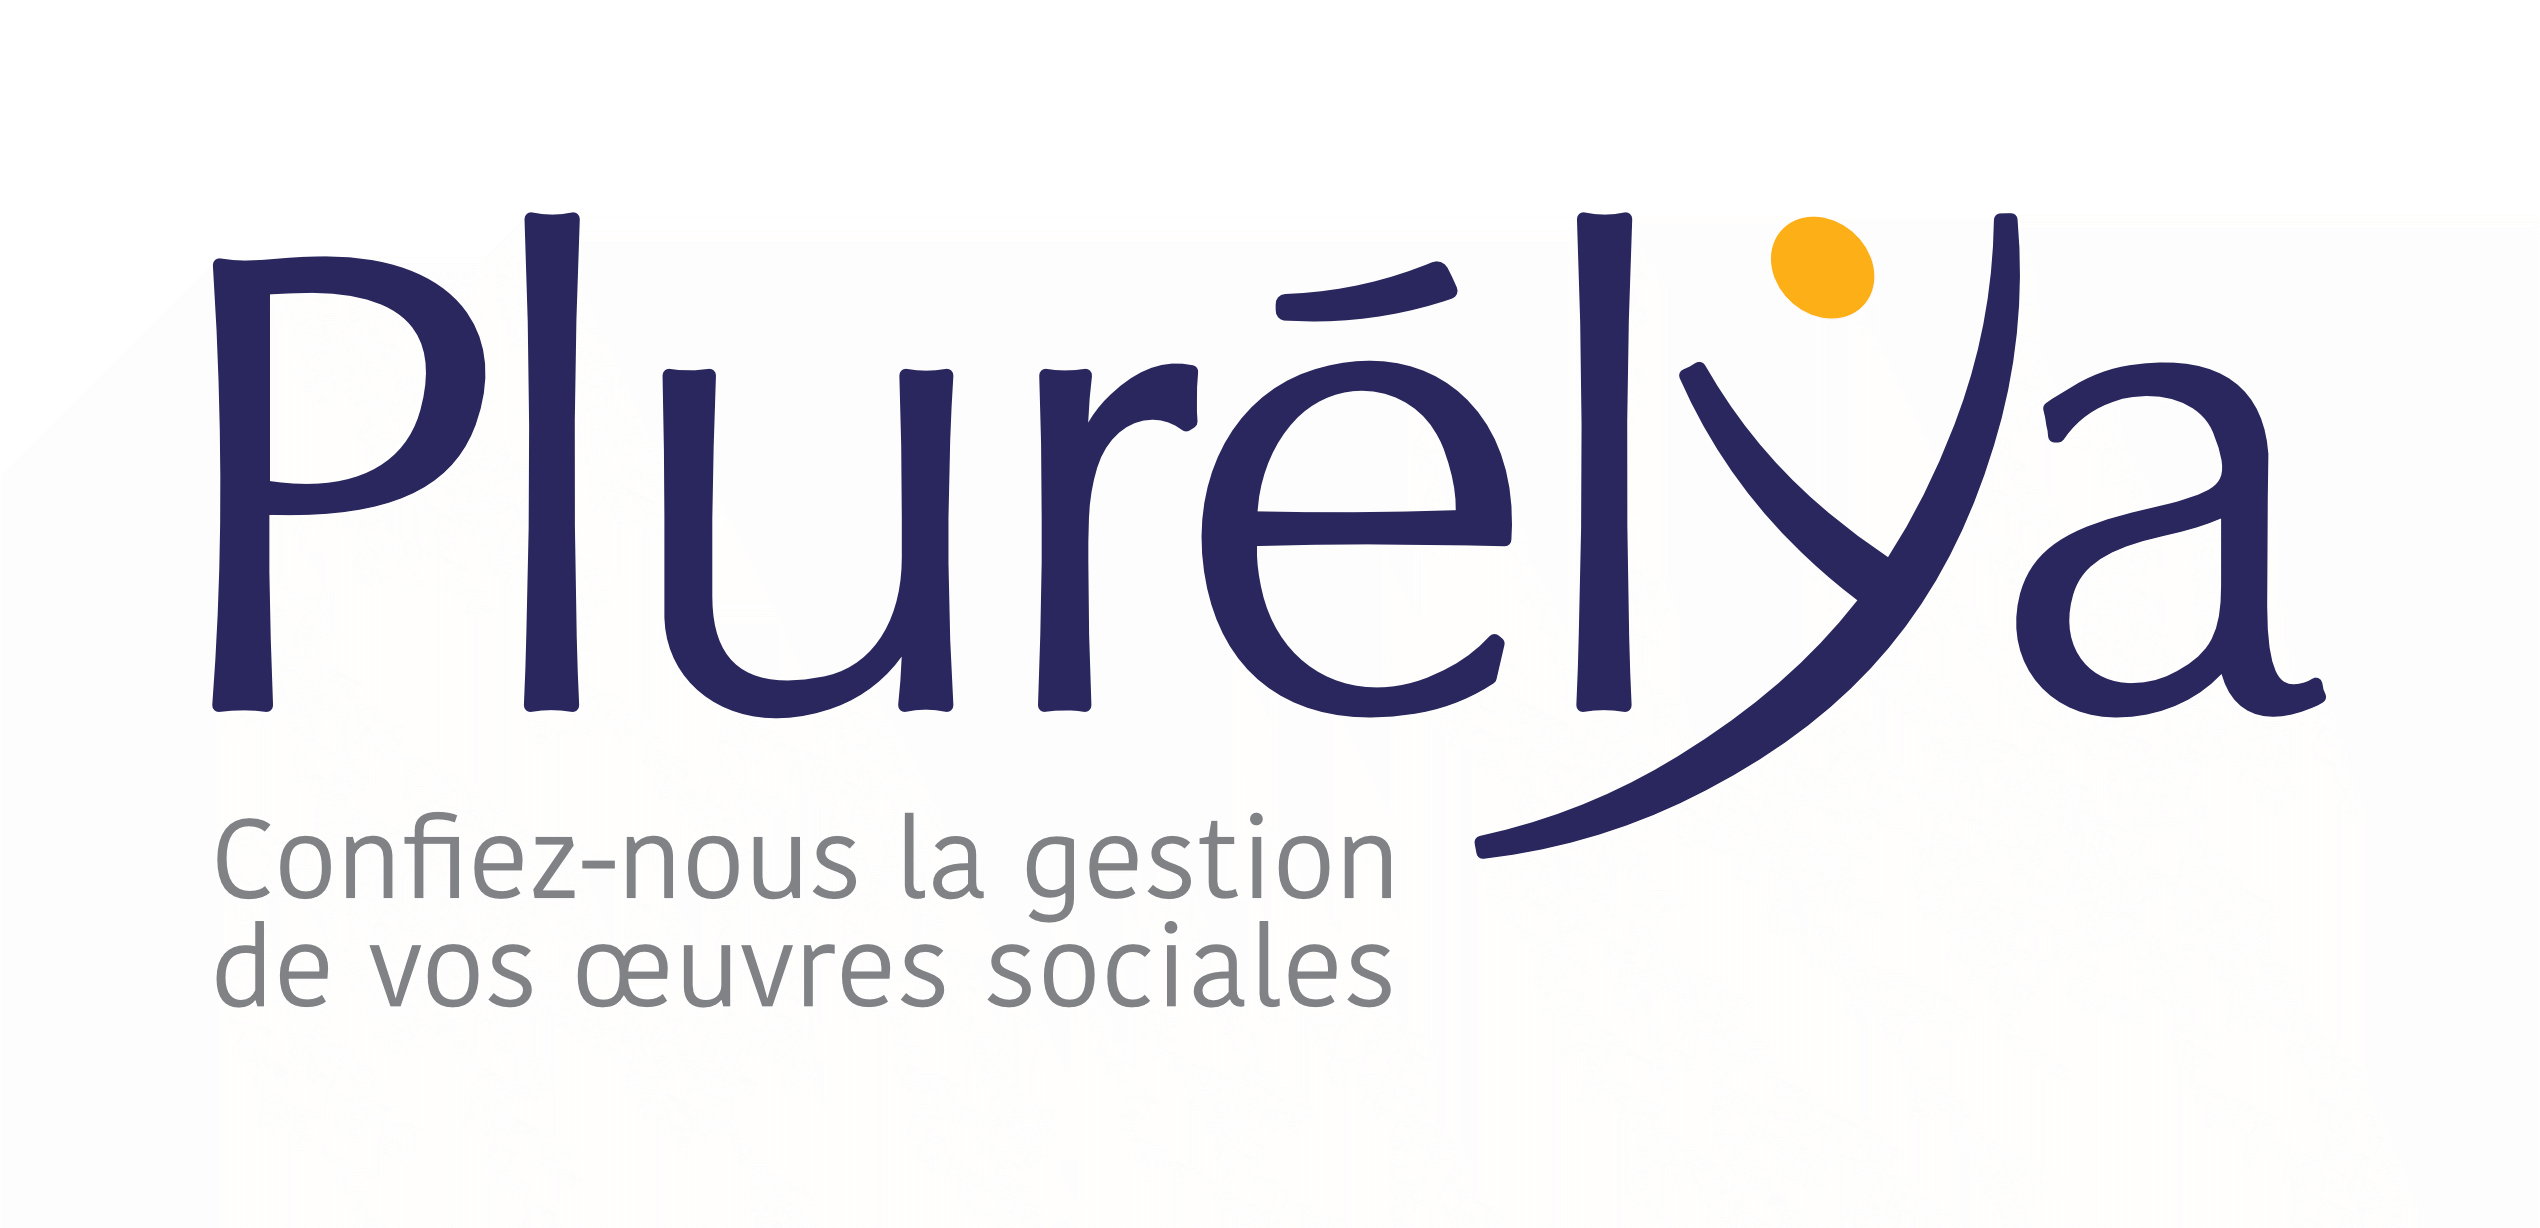 Plurélya
Confiez-nous la gestion
de vos œuvres sociales